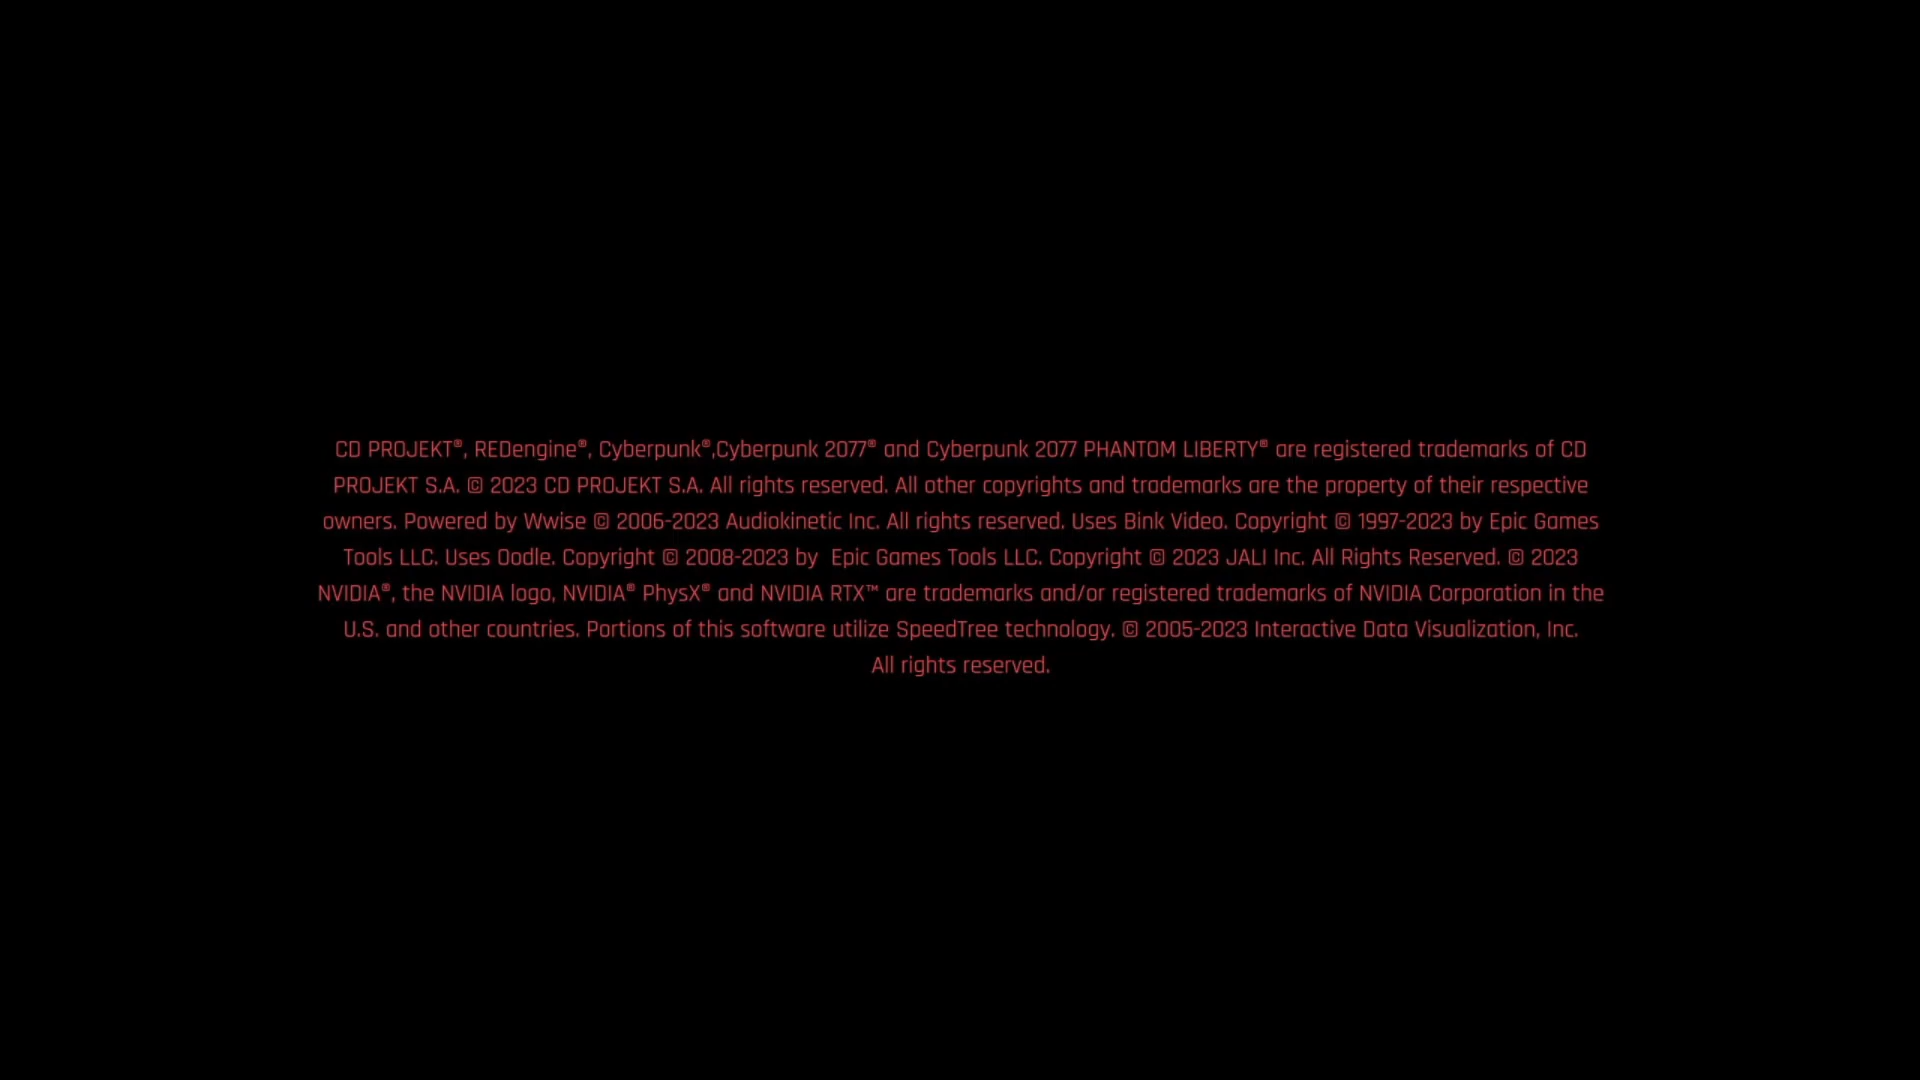 CD PROJEKT®, REDengine®, Cyberpunk®,Cyberpunk 2077® and Cyberpunk 2077 PHANTOM LIBERTY® are registered trademarks of CD
PROJEKT S.A. © 2023 CD PROJEKT S.A. All rights reserved. All other copyrights and trademarks are the property of their respective
owners. Powered by Wwise © 2006-2023 Audiokinetic Inc. All rights reserved. Uses Bink Video. Copyright © 1997-2023 by Epic Games
Tools LLC. Uses Oodle. Copyright © 2008-2023 by  Epic Games Tools LLC. Copyright © 2023 JALI Inc. All Rights Reserved. © 2023
NVIDIA®, the NVIDIA logo, NVIDIA® PhysX® and NVIDIA RTX™ are trademarks and/or registered trademarks of NVIDIA Corporation in the
U.S. and other countries. Portions of this software utilize SpeedTree technology. © 2005-2023 Interactive Data Visualization, Inc.
All rights reserved.